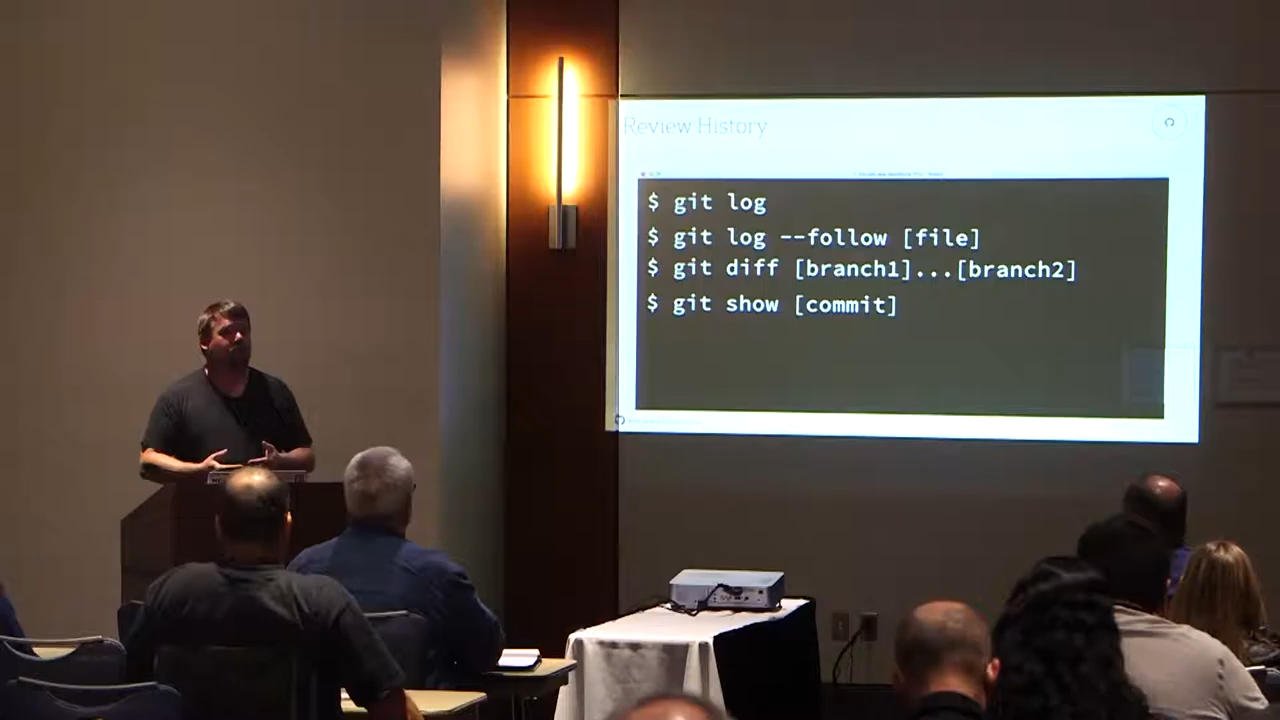 Review History
$ git log
$ git log --follow [file]
$ git diff [branch1]...[branch2]
$ git show [commit]